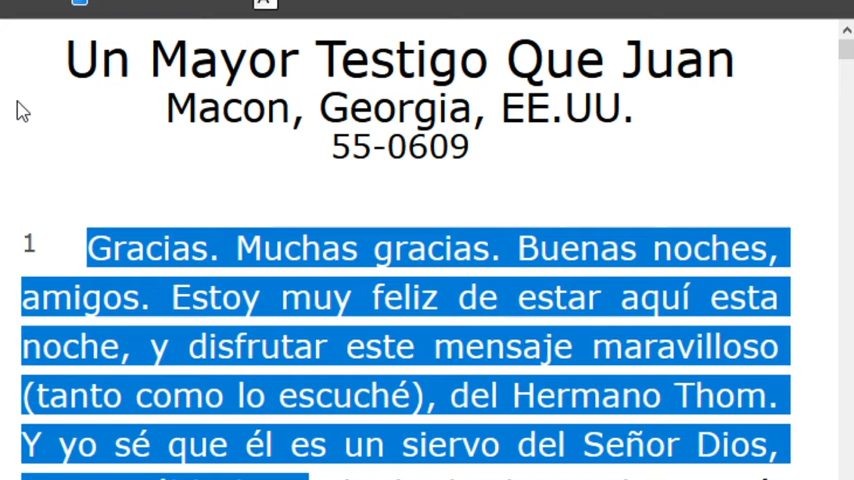 Un Mayor Testigo Que Juan
Macon, Georgia, EE.UU.
55-0609
1 Gracias. Muchas gracias. Buenas noches,
amigos. Estoy muy feliz de estar aquí esta
noche, y disfrutar este mensaje maravilloso
(tanto como lo escuché), del Hermano Thom.
Y yo sé que él es un siervo del Señor Dios,